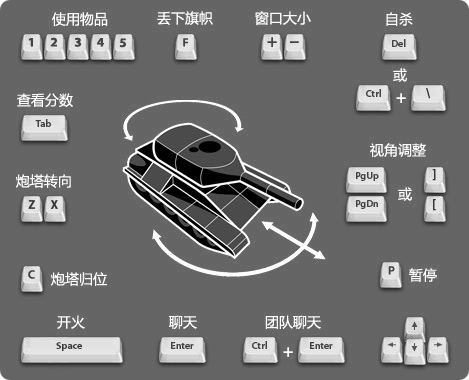 使用物品 丢下旗帜 窗口大小 自杀
1 2 3 4 5 F + − Del
或
查看分数 Ctrl + \
Tab
视角调整
PgUp ]
或
PgDn [
炮塔转向
Z X
C 炮塔归位 P 暂停
开火 聊天 团队聊天
Space Enter Ctrl + Enter